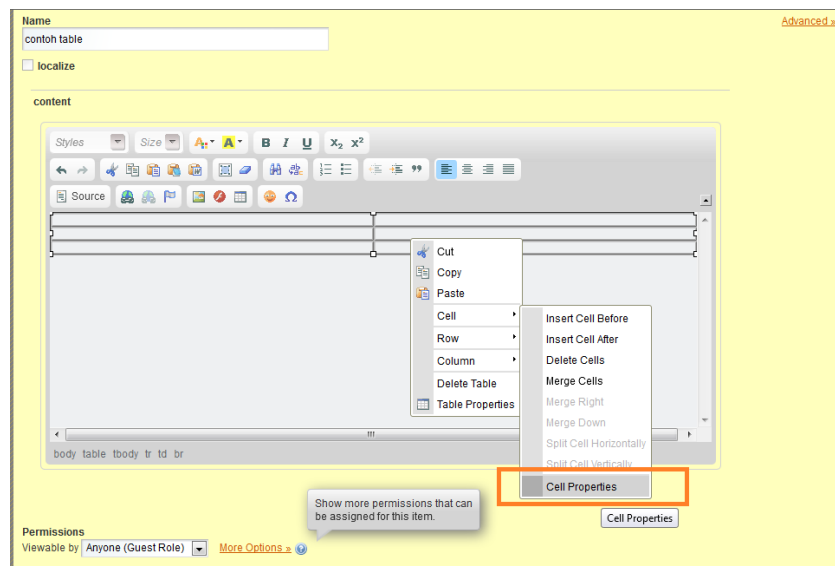 Name
Advanced »
contoh table
localize
content
Styles Size A A B I U X₂ X²
Source
Cut
Copy
Paste
Cell
Row
Column
Delete Table
Table Properties
Insert Cell Before
Insert Cell After
Delete Cells
Merge Cells
Merge Right
Merge Down
Split Cell Horizontally
Split Cell Vertically
Cell Properties
body table tbody tr td br
Cell Properties
Show more permissions that can
be assigned for this item.
Permissions
Viewable by Anyone (Guest Role) More Options »